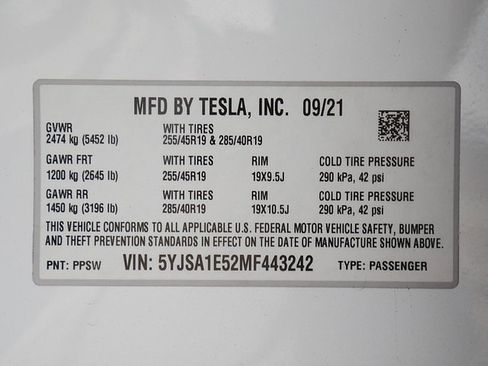 MFD BY TESLA, INC. 09/21
GVWR WITH TIRES
2474 kg (5452 lb) 255/45R19 & 285/40R19
GAWR FRT WITH TIRES RIM COLD TIRE PRESSURE
1200 kg (2645 lb) 255/45R19 19X9.5J 290 kPa, 42 psi
GAWR RR WITH TIRES RIM COLD TIRE PRESSURE
1450 kg (3196 lb) 285/40R19 19X10.5J 290 kPa, 42 psi
THIS VEHICLE CONFORMS TO ALL APPLICABLE U.S. FEDERAL MOTOR VEHICLE SAFETY, BUMPER
AND THEFT PREVENTION STANDARDS IN EFFECT ON THE DATE OF MANUFACTURE SHOWN ABOVE.
PNT: PPSW VIN: 5YJSA1E52MF443242 TYPE: PASSENGER